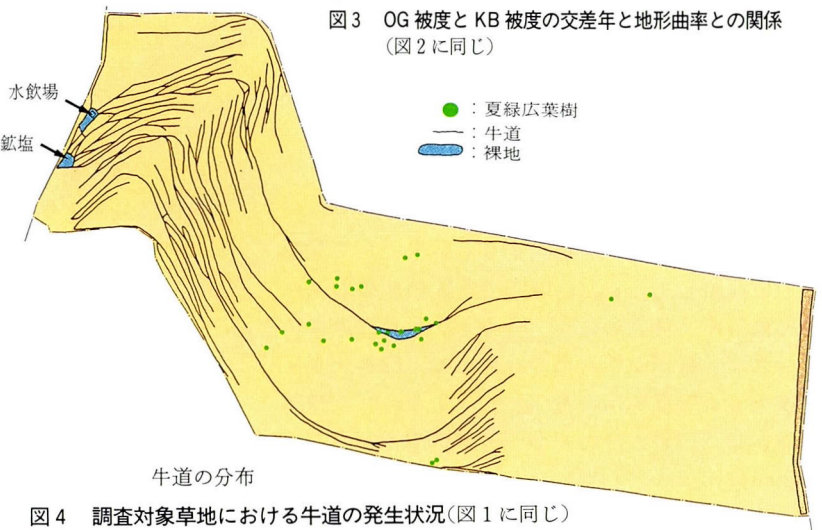 図3 OG被度とKB被度の交差年と地形曲率との関係
(図2に同じ)
水飲場
鉱塩
：夏緑広葉樹
：牛道
：裸地
牛道の分布
図4 調査対象草地における牛道の発生状況(図1に同じ)